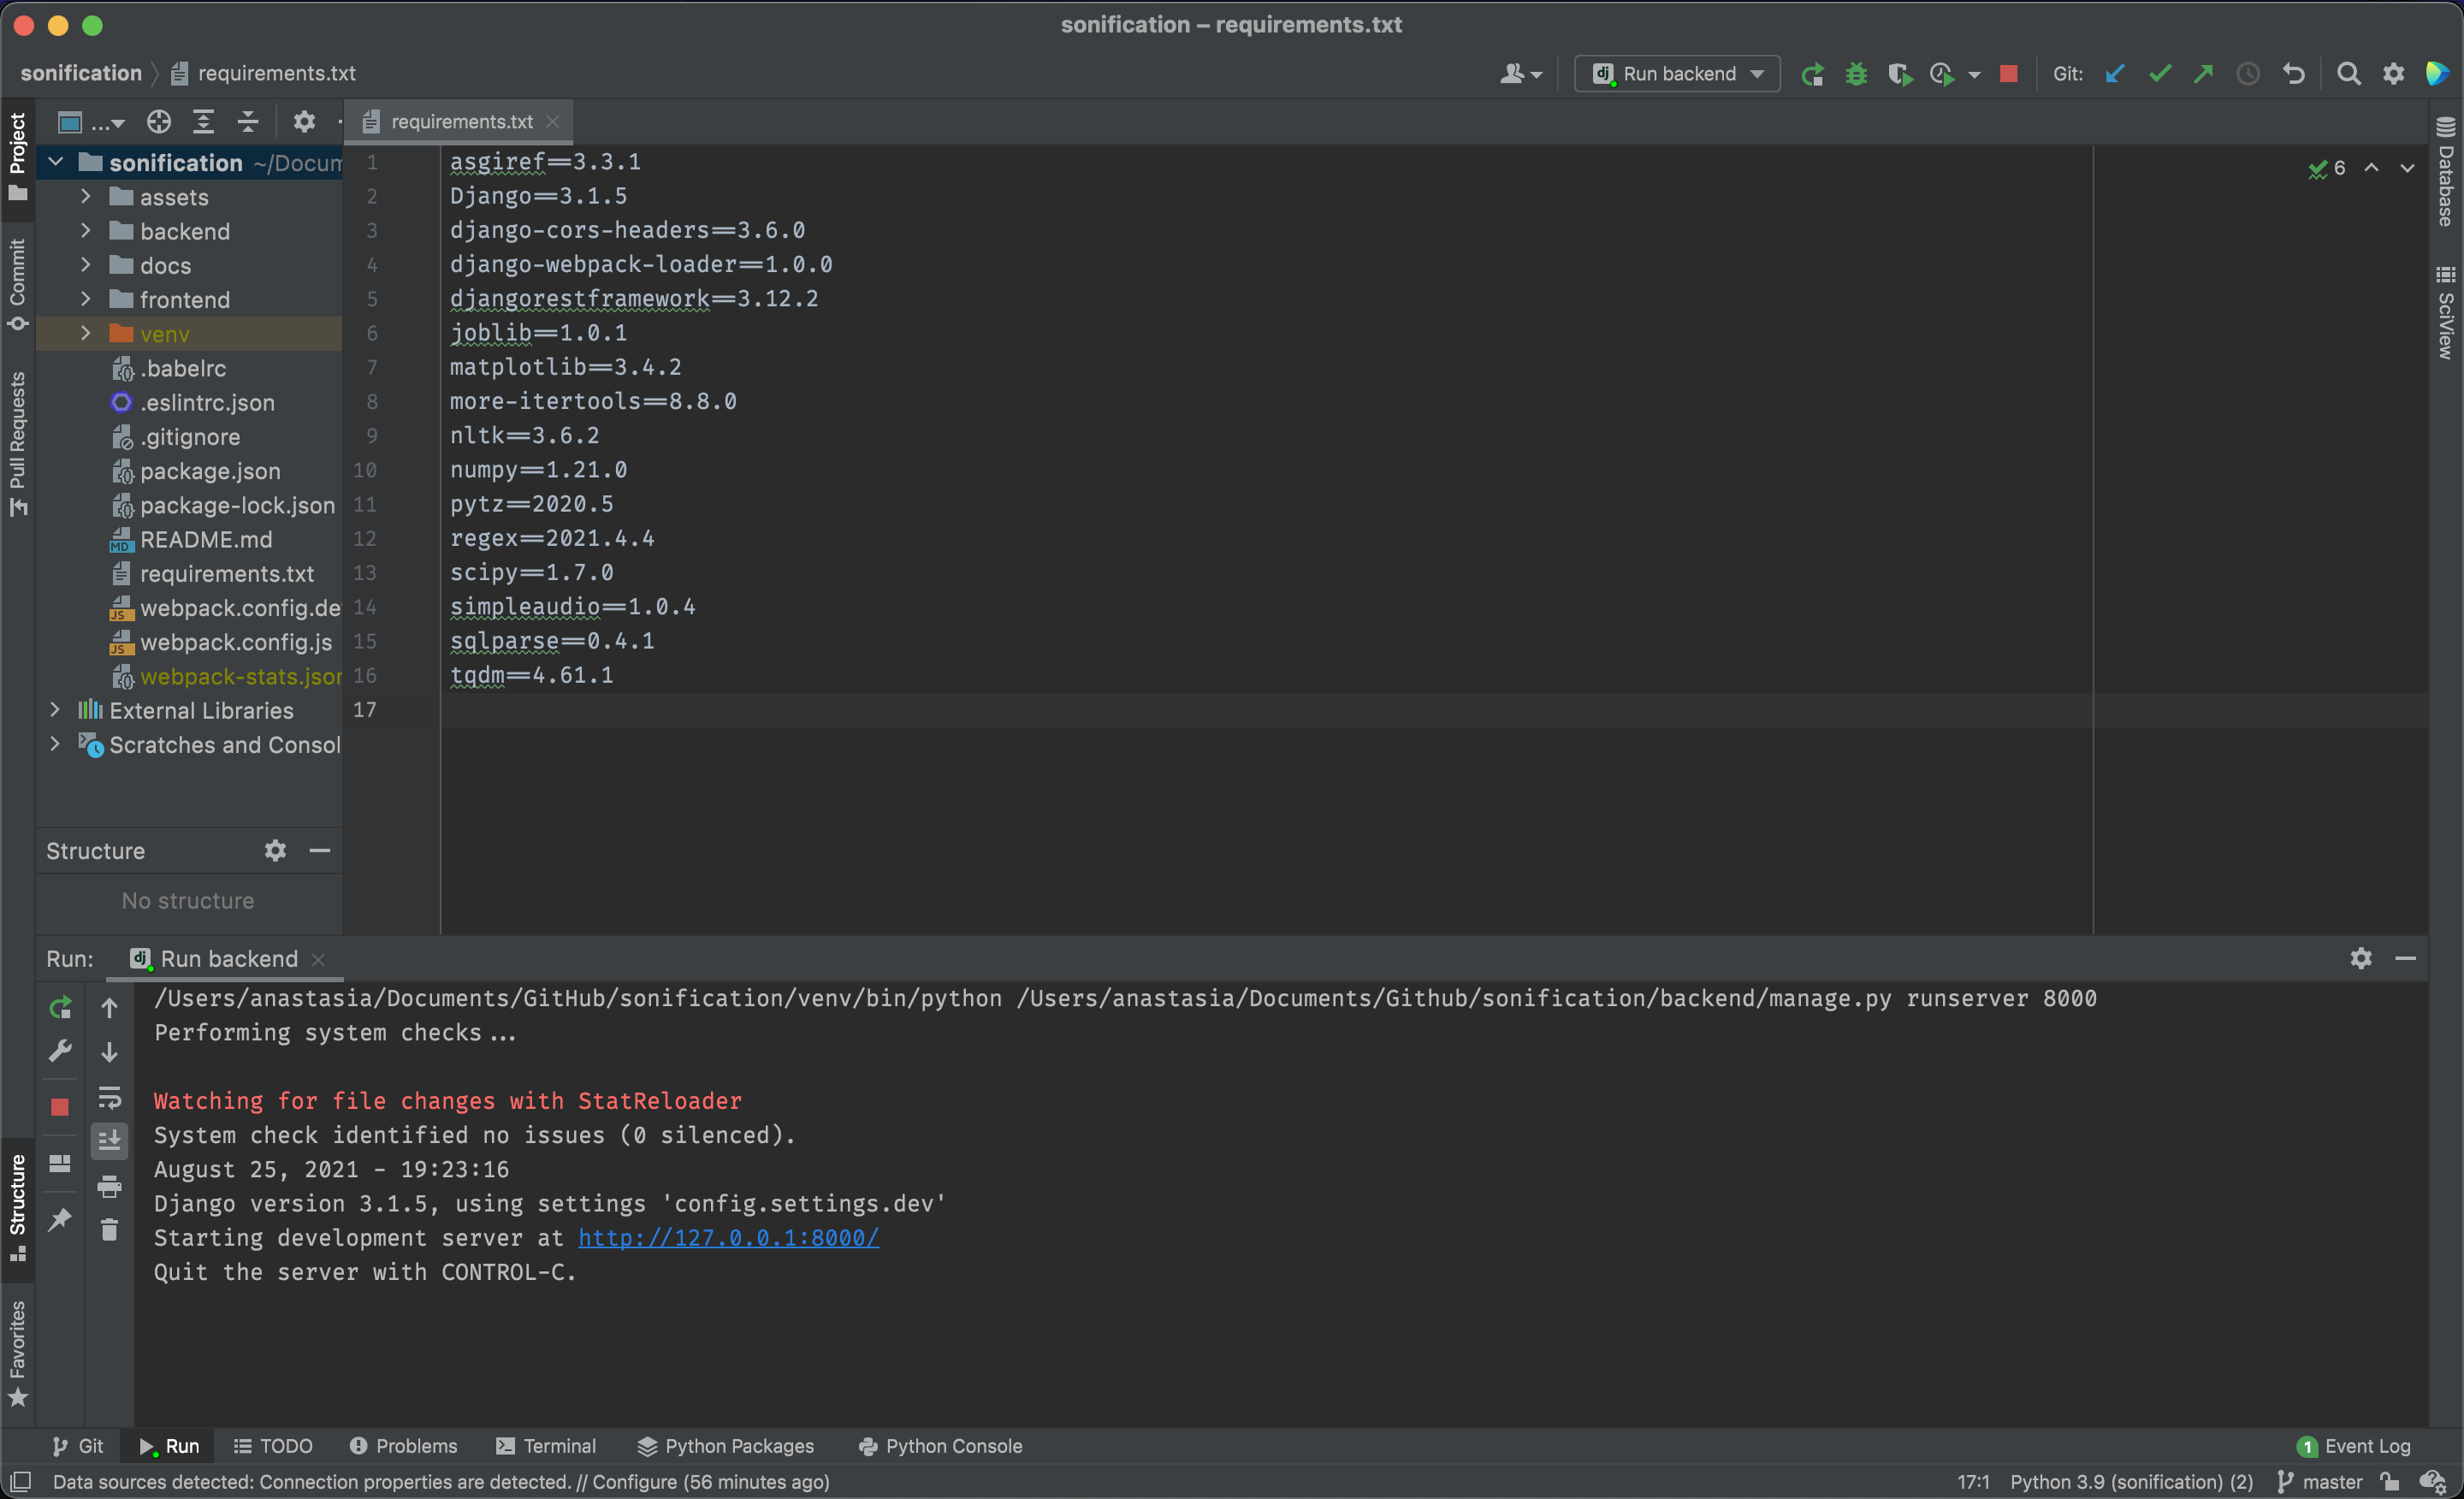 sonification – requirements.txt
sonification
requirements.txt
Run backend
Git:
Project
Commit
Pull Requests
Structure
Favorites
...
requirements.txt
sonification ~/Docum
assets
backend
docs
frontend
venv
.babelrc
.eslintrc.json
.gitignore
package.json
package-lock.json
README.md
requirements.txt
webpack.config.de
webpack.config.js
webpack-stats.json
External Libraries
Scratches and Consol
Structure
No structure
1 asgiref==3.3.1
2 Django==3.1.5
3 django-cors-headers==3.6.0
4 django-webpack-loader==1.0.0
5 djangorestframework==3.12.2
6 joblib==1.0.1
7 matplotlib==3.4.2
8 more-itertools==8.8.0
9 nltk==3.6.2
10 numpy==1.21.0
11 pytz==2020.5
12 regex==2021.4.4
13 scipy==1.7.0
14 simpleaudio==1.0.4
15 sqlparse==0.4.1
16 tqdm==4.61.1
17
6
Database
SciView
Run:
Run backend
/Users/anastasia/Documents/GitHub/sonification/venv/bin/python /Users/anastasia/Documents/Github/sonification/backend/manage.py runserver 8000
Performing system checks...
Watching for file changes with StatReloader
System check identified no issues (0 silenced).
August 25, 2021 - 19:23:16
Django version 3.1.5, using settings 'config.settings.dev'
Starting development server at http://127.0.0.1:8000/
Quit the server with CONTROL-C.
Git
Run
TODO
Problems
Terminal
Python Packages
Python Console
1 Event Log
Data sources detected: Connection properties are detected. // Configure (56 minutes ago)
17:1
Python 3.9 (sonification) (2)
master